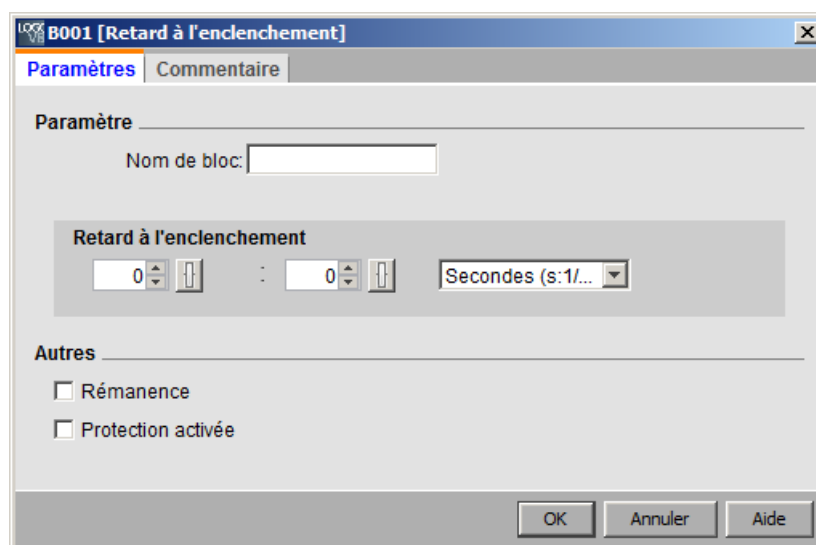 B001 [Retard à l'enclenchement]
Paramètres Commentaire
Paramètre
Nom de bloc:
Retard à l'enclenchement
0 : 0 Secondes (s:1/...
Autres
Rémanence
Protection activée
OK Annuler Aide